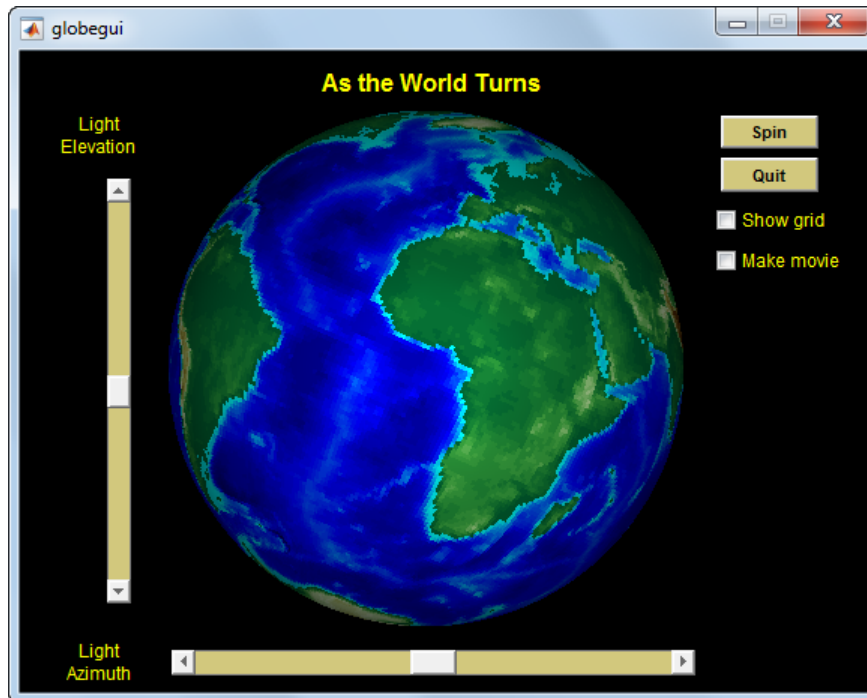 globegui
As the World Turns
Light
Elevation
Spin
Quit
Show grid
Make movie
Light
Azimuth